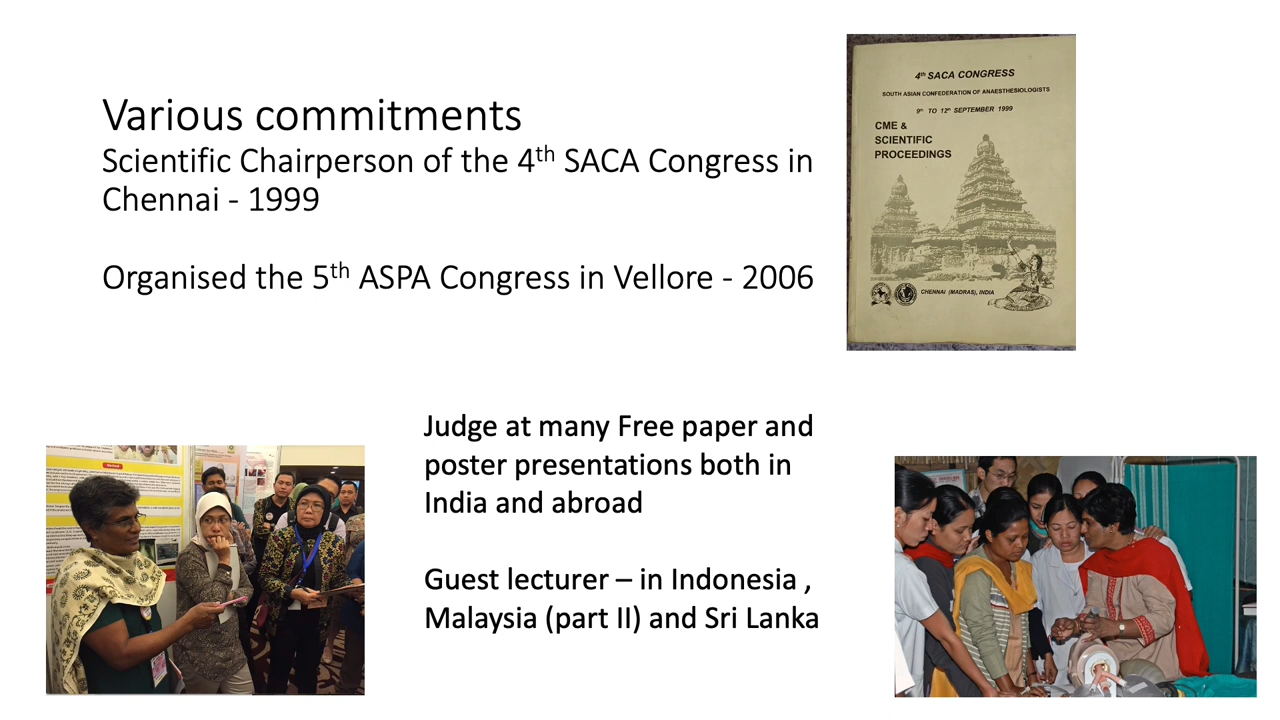 Various commitments
Scientific Chairperson of the 4th SACA Congress in
Chennai - 1999
Organised the 5th ASPA Congress in Vellore - 2006
4th SACA CONGRESS
SOUTH ASIAN CONFEDERATION OF ANAESTHESIOLOGISTS
9th TO 12th SEPTEMBER 1999
CME &
SCIENTIFIC
PROCEEDINGS
CHENNAI (MADRAS), INDIA
Judge at many Free paper and
poster presentations both in
India and abroad
Guest lecturer – in Indonesia ,
Malaysia (part II) and Sri Lanka